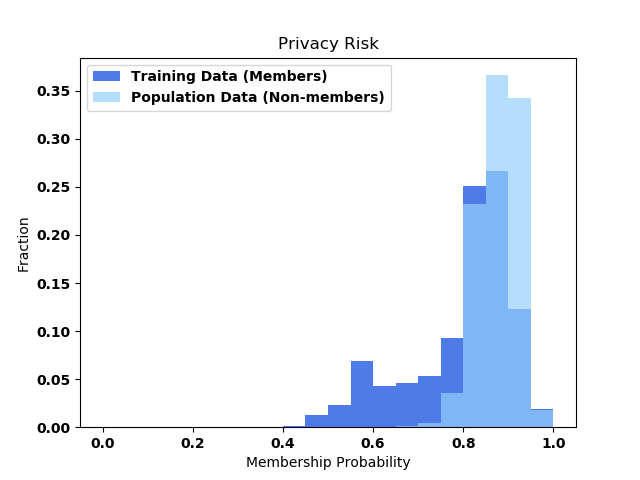 Privacy Risk
Training Data (Members)
Population Data (Non-members)
0.35
0.30
0.25
0.20
0.15
0.10
0.05
0.00
Fraction
0.0 0.2 0.4 0.6 0.8 1.0
Membership Probability